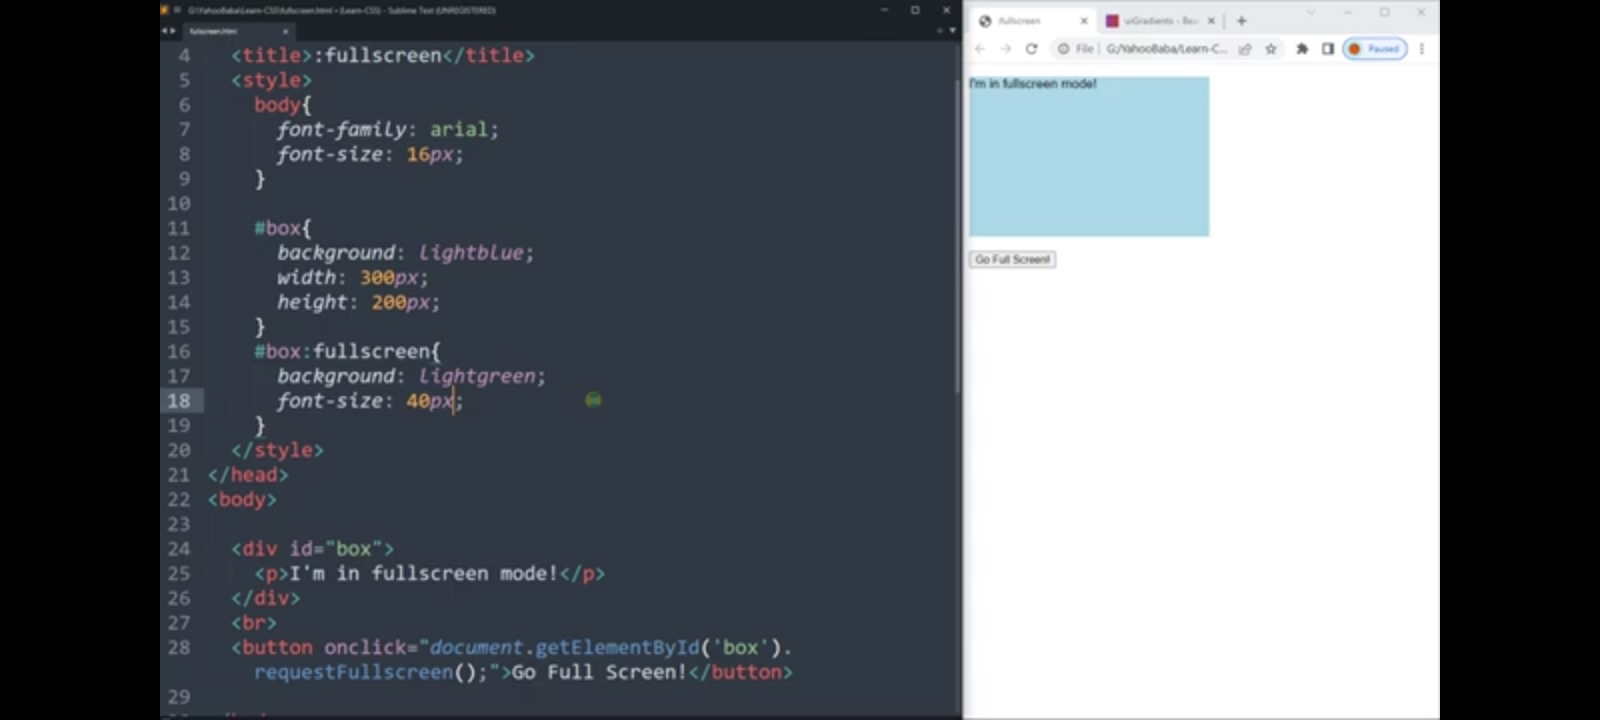 G:\YahooBaba\Learn-CSS\fullscreen.html • (Learn-CSS) - Sublime Text (UNREGISTERED)
fullscreen.html
4 <title>:fullscreen</title>
5 <style>
6 body{
7 font-family: arial;
8 font-size: 16px;
9 }
10
11 #box{
12 background: lightblue;
13 width: 300px;
14 height: 200px;
15 }
16 #box:fullscreen{
17 background: lightgreen;
18 font-size: 40px;
19 }
20 </style>
21 </head>
22 <body>
23
24 <div id="box">
25 <p>I'm in fullscreen mode!</p>
26 </div>
27 <br>
28 <button onclick="document.getElementById('box').
requestFullscreen();">Go Full Screen!</button>
29
:fullscreen
uiGradients - Be
File | G:/YahooBaba/Learn-C...
Paused
I'm in fullscreen mode!
Go Full Screen!